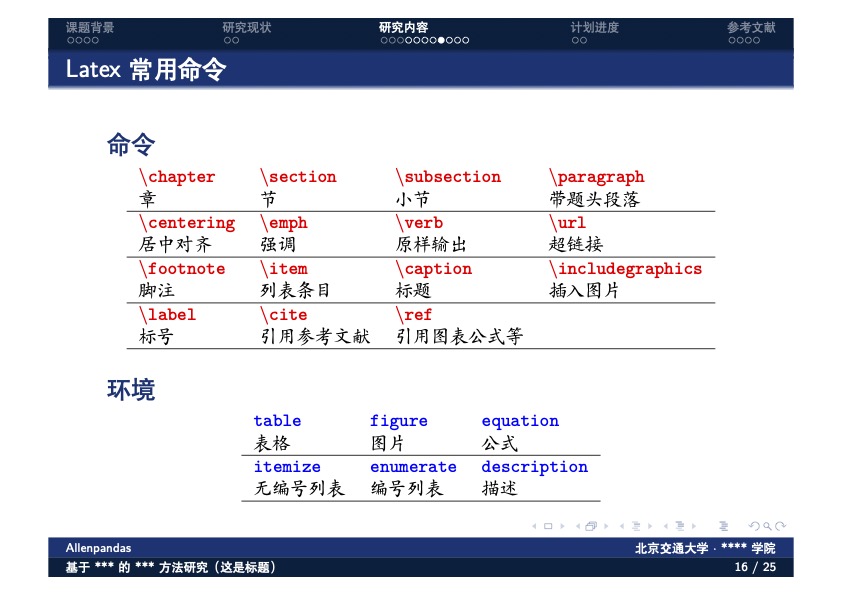 课题背景 研究现状 研究内容 计划进度 参考文献
Latex 常用命令
命令
\chapter \section \subsection \paragraph
章 节 小节 带题头段落
\centering \emph \verb \url
居中对齐 强调 原样输出 超链接
\footnote \item \caption \includegraphics
脚注 列表条目 标题 插入图片
\label \cite \ref
标号 引用参考文献 引用图表公式等
环境
table figure equation
表格 图片 公式
itemize enumerate description
无编号列表 编号列表 描述
Allenpandas 北京交通大学 · **** 学院
基于 *** 的 *** 方法研究（这是标题） 16 / 25